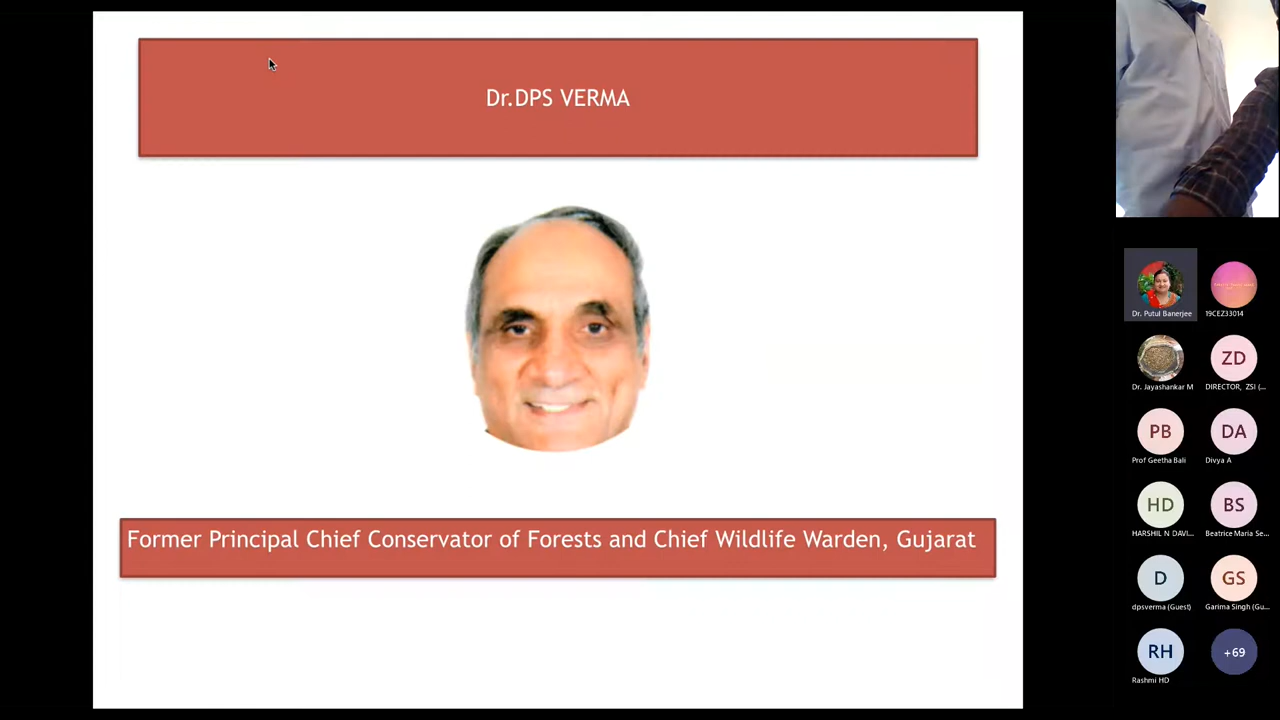 Dr.DPS VERMA
Former Principal Chief Conservator of Forests and Chief Wildlife Warden, Gujarat
Dr. Putul Banerjee
19CEZ33014
Dr. Jayashankar M
ZD
DIRECTOR, ZSI (...
PB
Prof Geetha Bali
DA
Divya A
HD
HARSHIL N DAVI...
BS
Beatrice Maria Se...
D
dpsverma (Guest)
GS
Garima Singh (Gu...
RH
Rashmi HD
+69